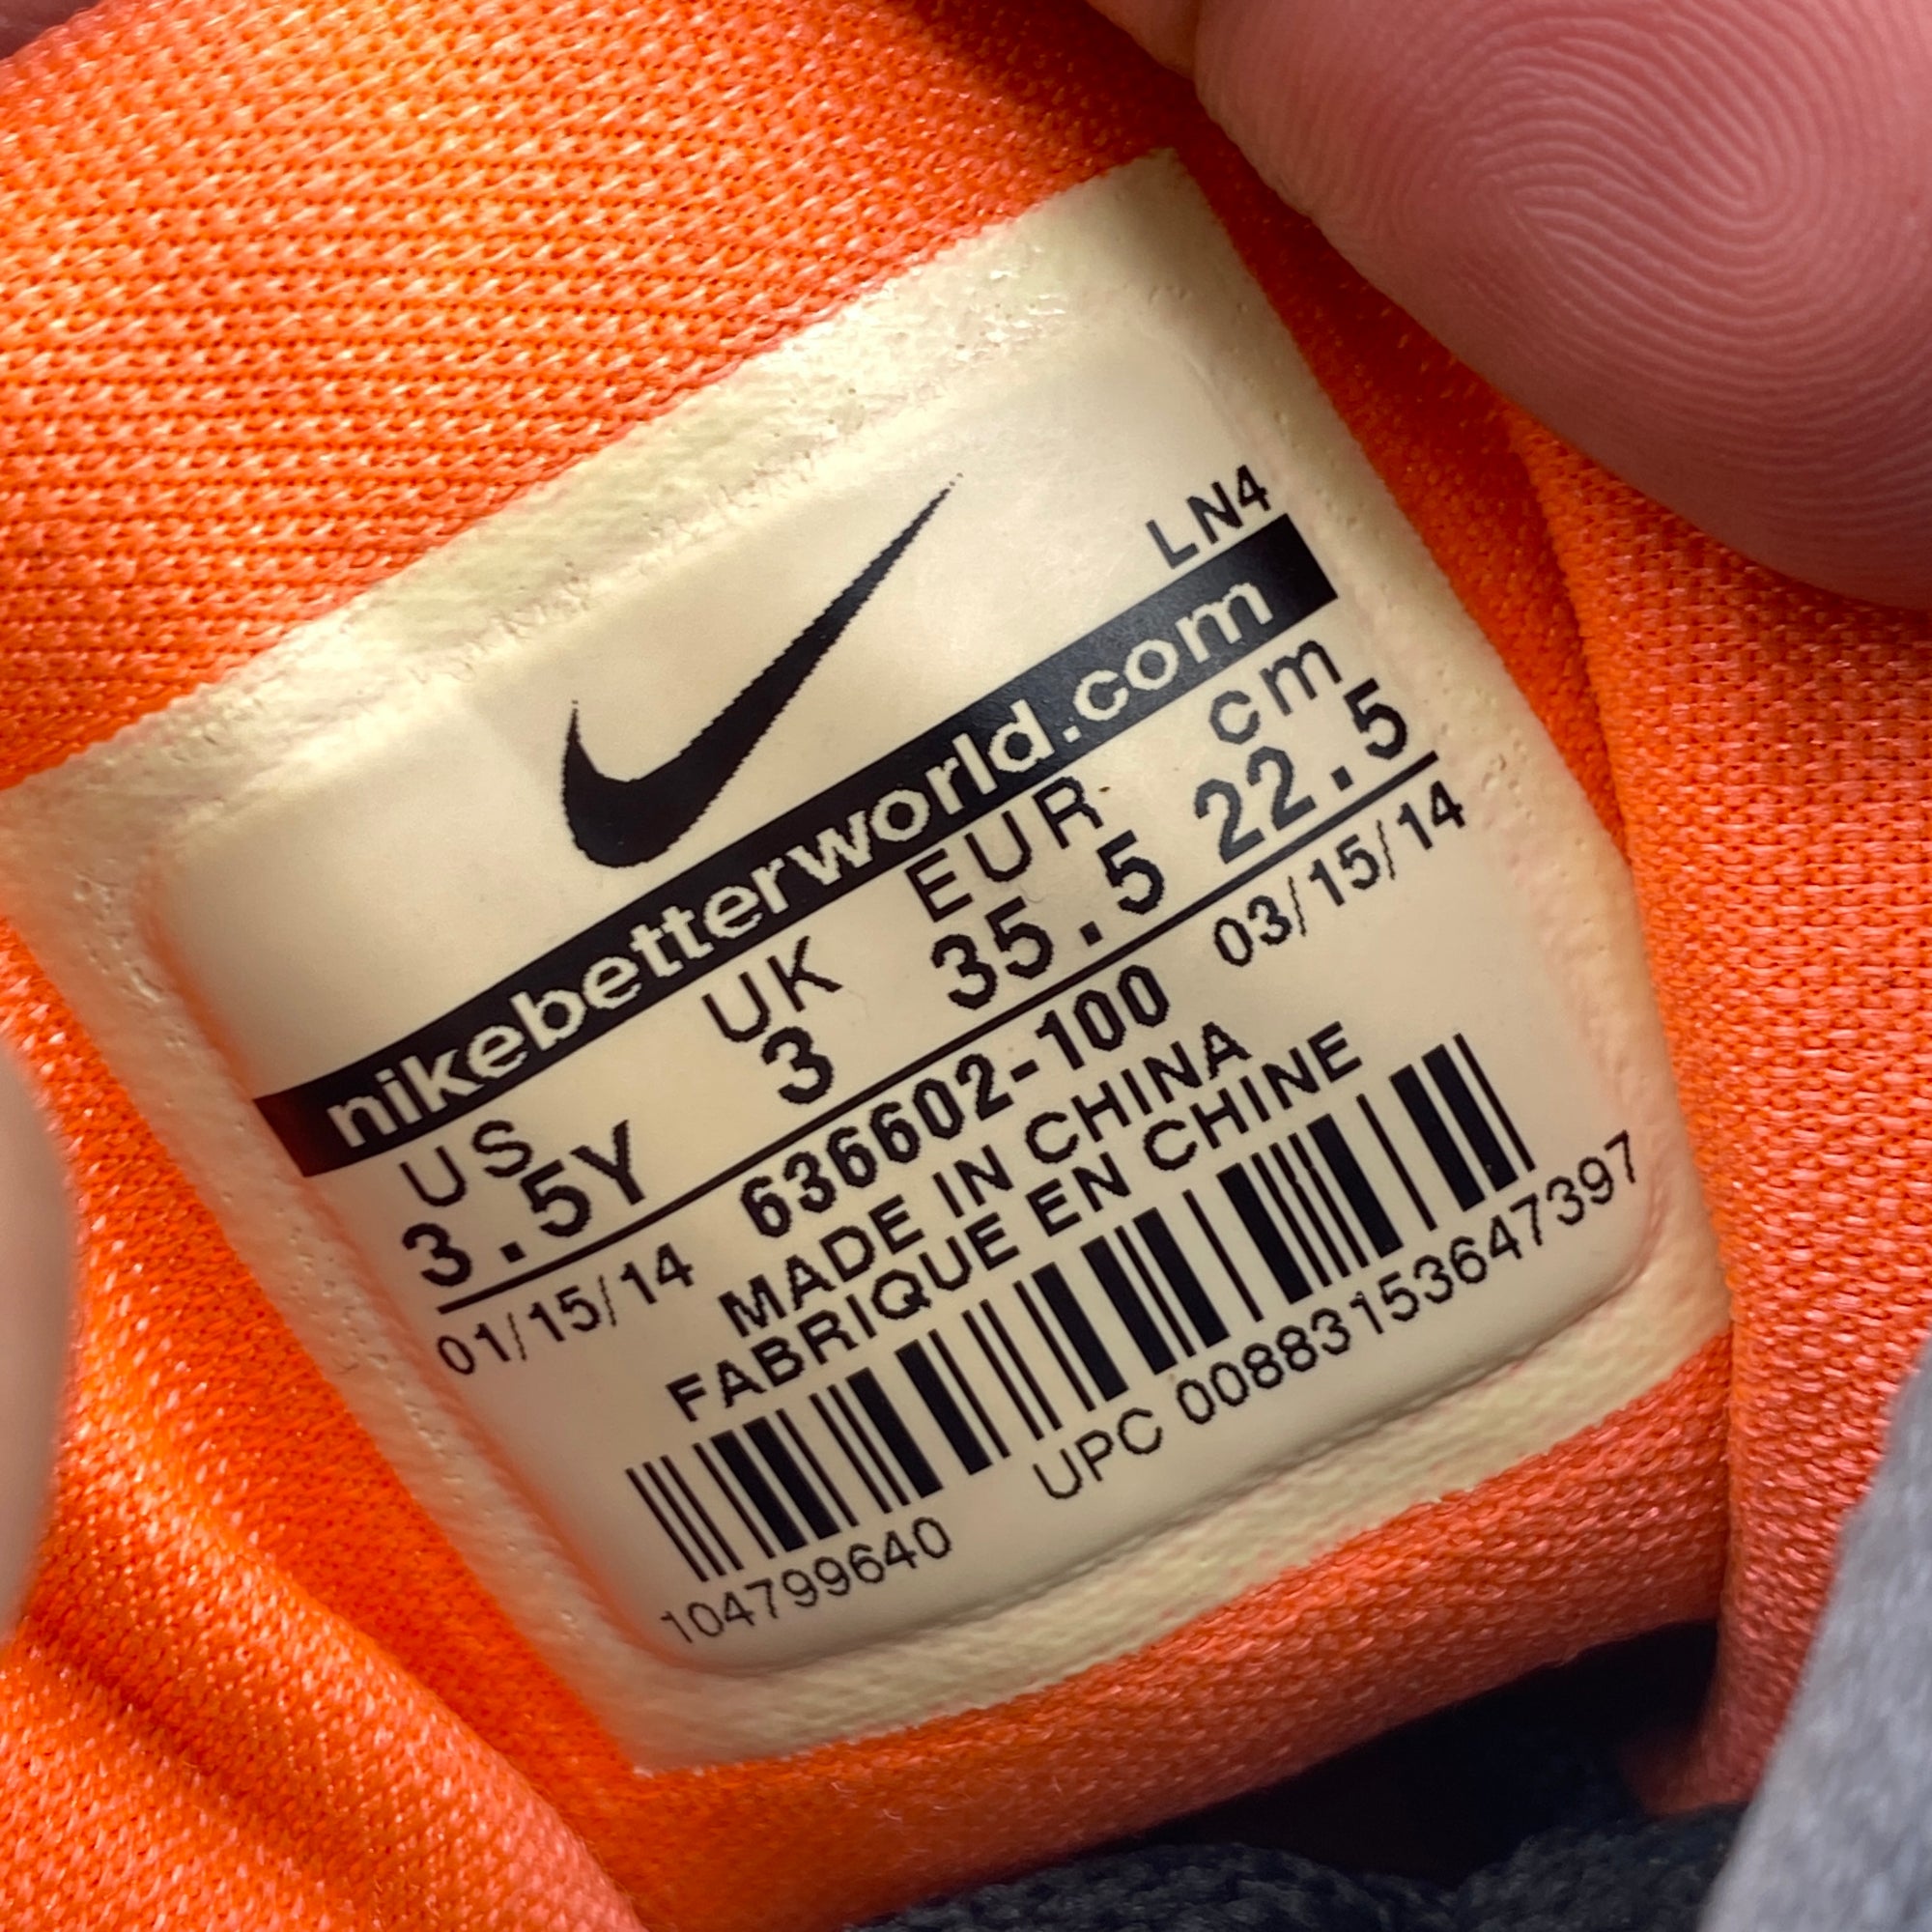 LN4
nikebetterworld.com
US UK EUR cm
3.5Y 3 35.5 22.5
01/15/14 636602-100 03/15/14
MADE IN CHINA
FABRIQUE EN CHINE
104799640 UPC 00883153647397